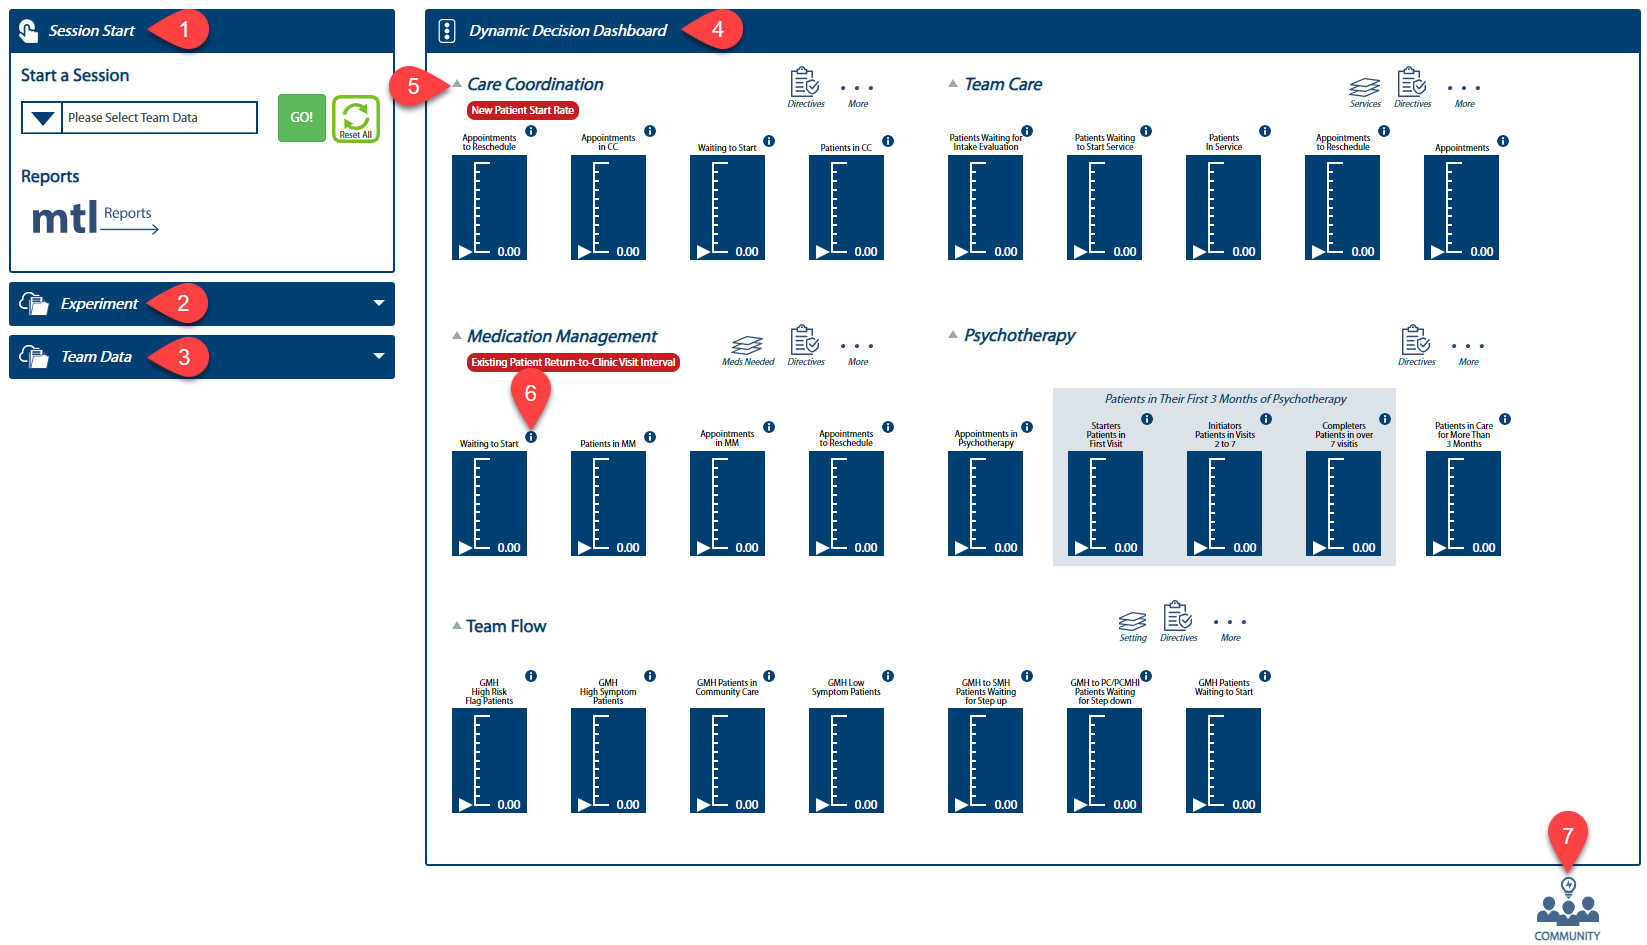 Session Start
1
Start a Session
Please Select Team Data
GO!
Reset All
Reports
mtl Reports
Experiment
2
Team Data
3
Dynamic Decision Dashboard
4
5
Care Coordination
New Patient Start Rate
Directives
More
Appointments
to Reschedule
0.00
Appointments
in CC
0.00
Waiting to Start
0.00
Patients in CC
0.00
Team Care
Services
Directives
More
Patients Waiting for
Intake Evaluation
0.00
Patients Waiting
to Start Service
0.00
Patients
In Service
0.00
Appointments
to Reschedule
0.00
Appointments
0.00
Medication Management
Existing Patient Return-to-Clinic Visit Interval
Meds Needed
Directives
More
6
Waiting to Start
0.00
Patients in MM
0.00
Appointments
in MM
0.00
Appointments
to Reschedule
0.00
Psychotherapy
Directives
More
Appointments in
Psychotherapy
0.00
Patients in Their First 3 Months of Psychotherapy
Starters
Patients in
First Visit
0.00
Initiators
Patients in Visits
2 to 7
0.00
Completers
Patients in over
7 visitis
0.00
Patients in Care
for More Than
3 Months
0.00
Team Flow
Setting
Directives
More
GMH
High Risk
Flag Patients
0.00
GMH
High Symptom
Patients
0.00
GMH Patients in
Community Care
0.00
GMH Low
Symptom Patients
0.00
GMH to SMH
Patients Waiting
for Step up
0.00
GMH to PC/PCMHI
Patients Waiting
for Step down
0.00
GMH Patients
Waiting to Start
0.00
7
COMMUNITY